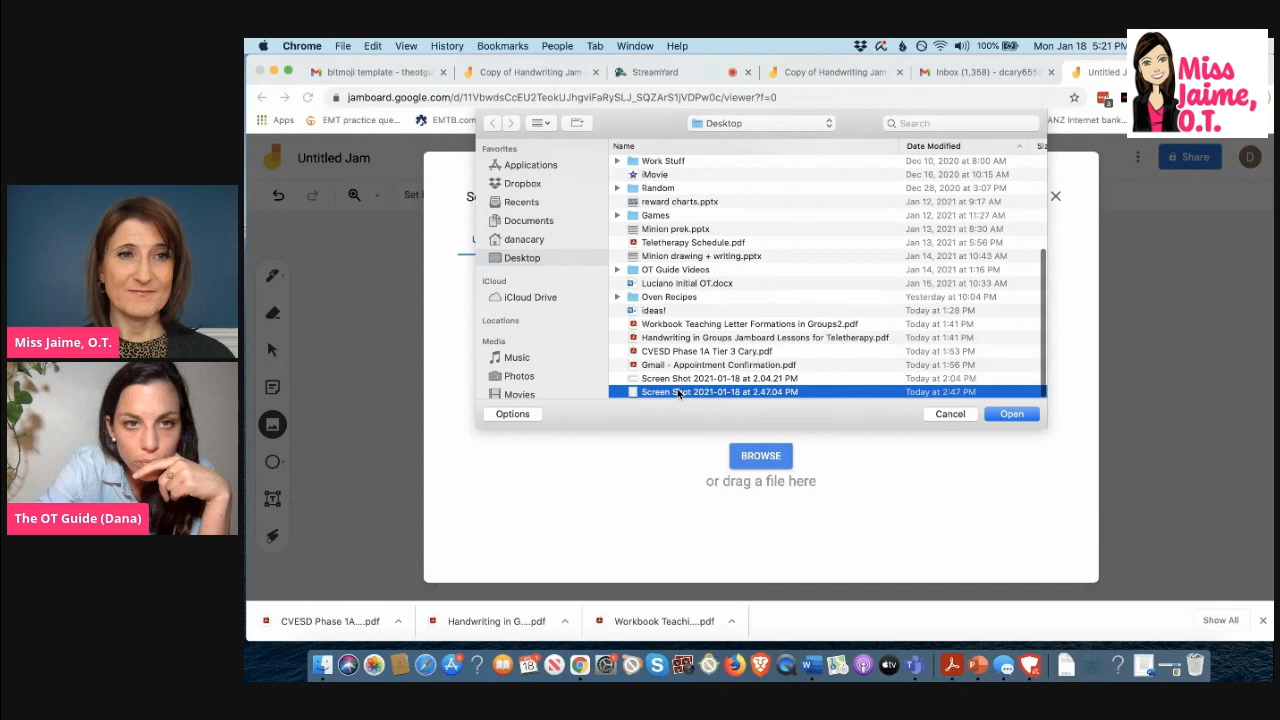 Chrome File Edit View History Bookmarks People Tab Window Help
100% Mon Jan 18 5:21 PM
Miss
Jaime,
O.T.
bitmoji template - theotgu
Copy of Handwriting Jam
StreamYard
Copy of Handwriting Jam
Inbox (1,358) - dcary655
Untitled J
jamboard.google.com/d/11VbwdsCcEU2TeokUJhgviFaRySLJ_SQZArS1jVDPw0c/viewer?f=0
Apps
EMT practice que...
EMTB.com
ANZ Internet bank...
Desktop
Search
Untitled Jam
Share
D
Favorites
Applications
Dropbox
Recents
Documents
danacary
Desktop
iCloud
iCloud Drive
Locations
Media
Music
Photos
Movies
Name Date Modified
Work Stuff Dec 10, 2020 at 8:00 AM
iMovie Dec 16, 2020 at 10:15 AM
Random Dec 28, 2020 at 3:07 PM
reward charts.pptx Jan 12, 2021 at 9:17 AM
Games Jan 12, 2021 at 11:27 AM
Minion prek.pptx Jan 13, 2021 at 8:30 AM
Teletherapy Schedule.pdf Jan 13, 2021 at 5:56 PM
Minion drawing + writing.pptx Jan 14, 2021 at 10:43 AM
OT Guide Videos Jan 14, 2021 at 1:16 PM
Luciano Initial OT.docx Jan 15, 2021 at 10:33 AM
Oven Recipes Yesterday at 10:04 PM
ideas! Today at 1:28 PM
Workbook Teaching Letter Formations in Groups2.pdf Today at 1:41 PM
Handwriting in Groups Jamboard Lessons for Teletherapy.pdf Today at 1:41 PM
CVESD Phase 1A Tier 3 Cary.pdf Today at 1:53 PM
Gmail - Appointment Confirmation.pdf Today at 1:56 PM
Screen Shot 2021-01-18 at 2.04.21 PM Today at 2:04 PM
Screen Shot 2021-01-18 at 2.47.04 PM Today at 2:47 PM
Options
Cancel
Open
BROWSE
or drag a file here
Miss Jaime, O.T.
The OT Guide (Dana)
CVESD Phase 1A....pdf
Handwriting in G....pdf
Workbook Teachi....pdf
Show All
18